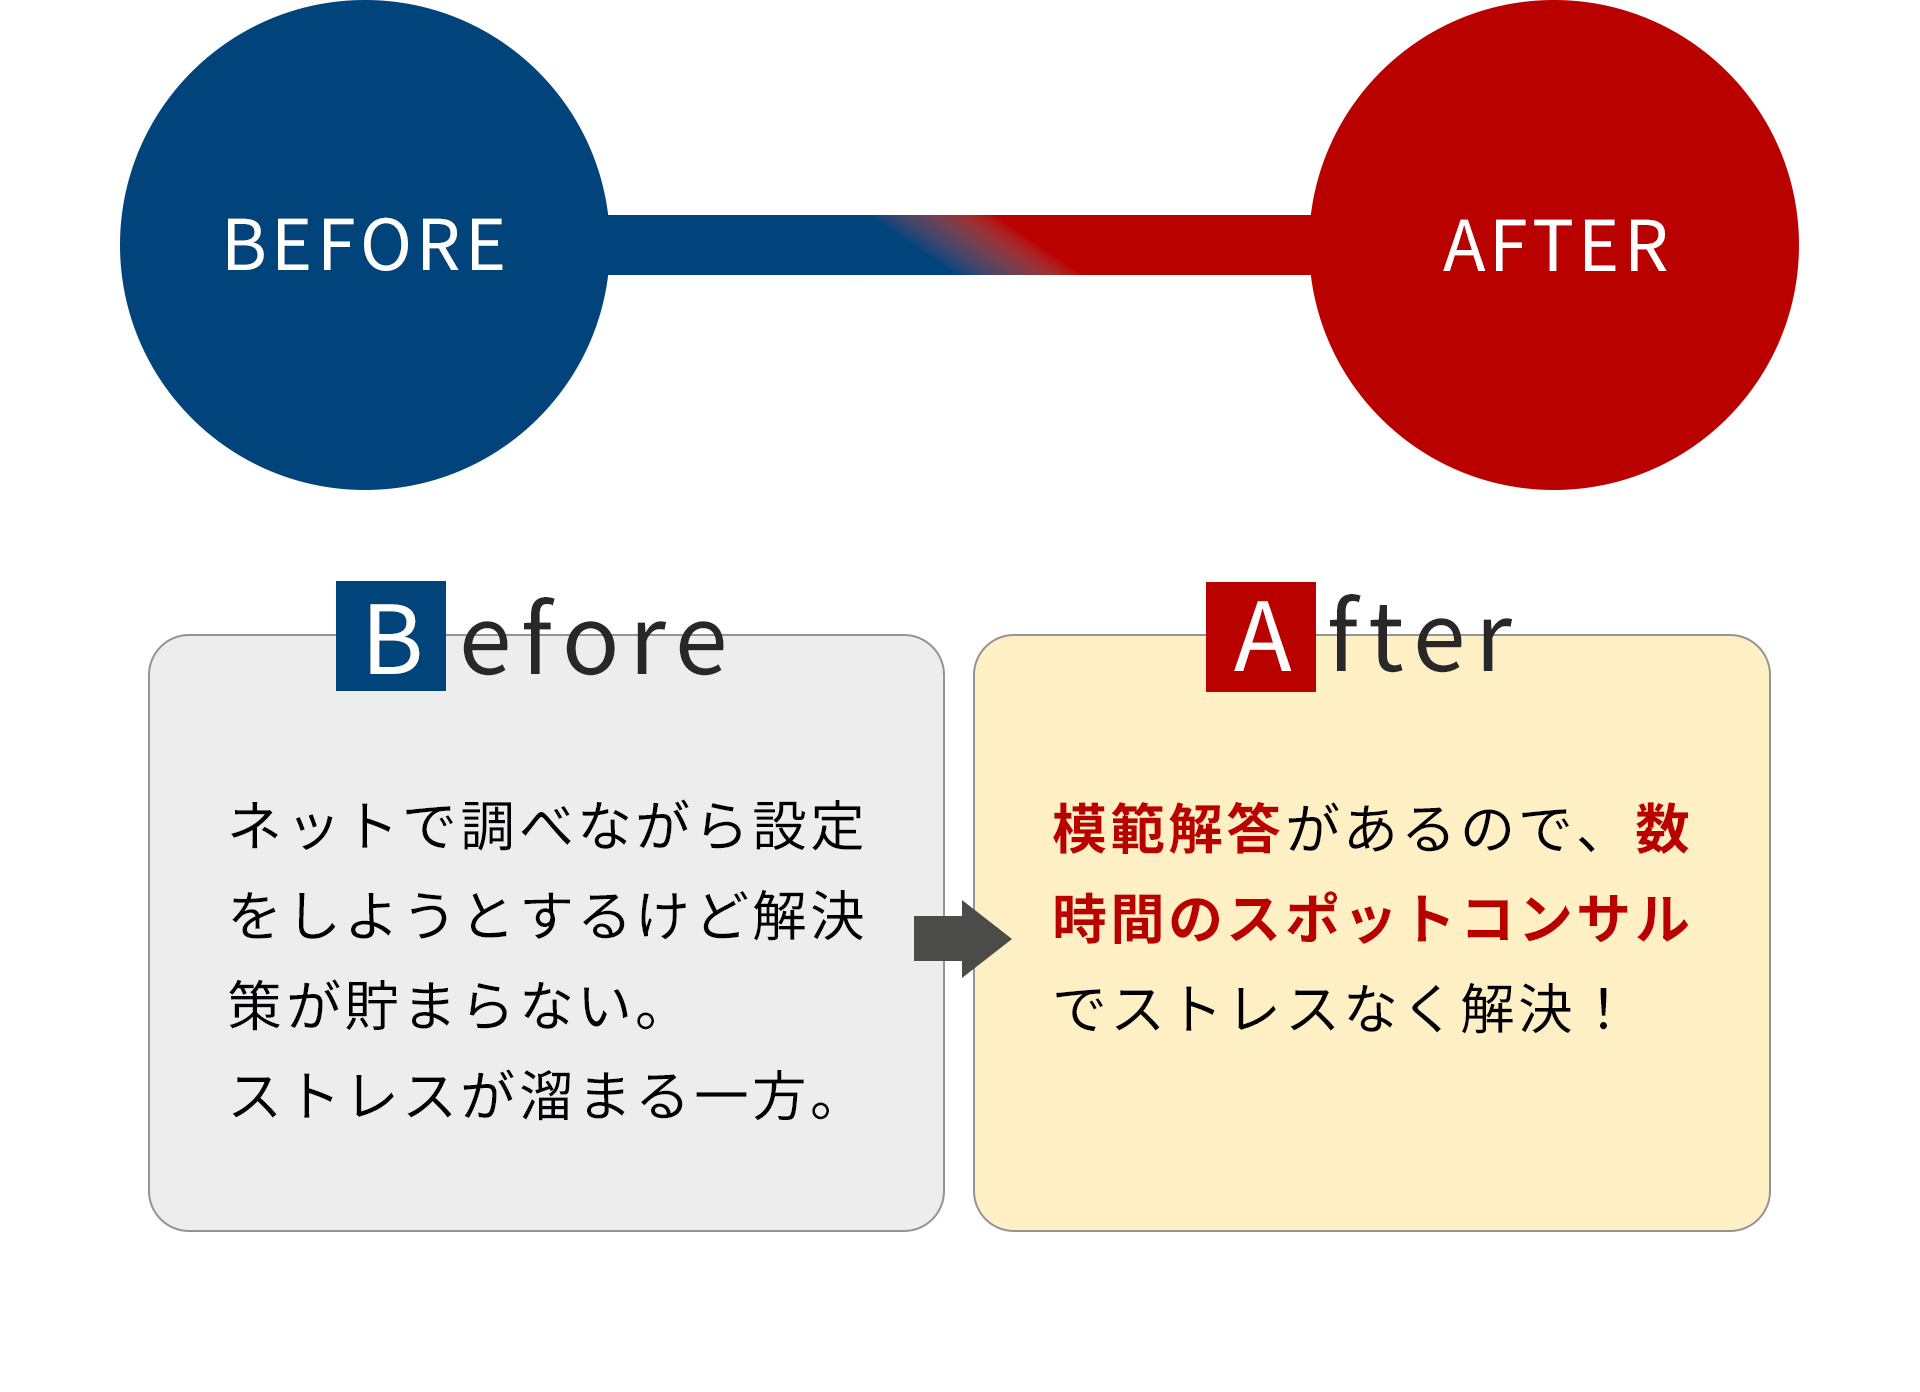 BEFORE
AFTER
Before
ネットで調べながら設定
をしようとするけど解決
策が貯まらない。
ストレスが溜まる一方。
After
模範解答があるので、数
時間のスポットコンサル
でストレスなく解決！